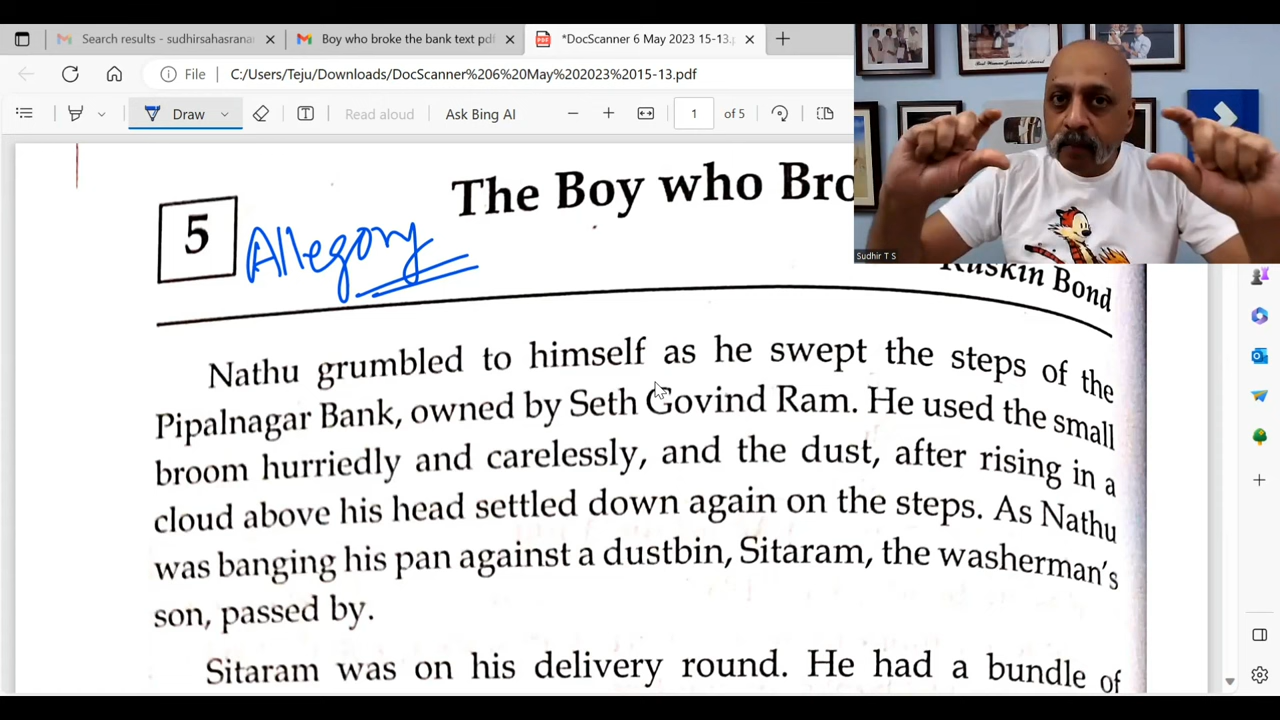 Search results - sudhirsahasrana
Boy who broke the bank text pdf
*DocScanner 6 May 2023 15-13.p
File
C:/Users/Teju/Downloads/DocScanner%206%20May%202023%2015-13.pdf
Draw
Read aloud
Ask Bing AI
1 of 5
Sudhir T S
5
Allegory
The Boy who Bro
Ruskin Bond
Nathu grumbled to himself as he swept the steps of the
Pipalnagar Bank, owned by Seth Govind Ram. He used the small
broom hurriedly and carelessly, and the dust, after rising in a
cloud above his head settled down again on the steps. As Nathu
was banging his pan against a dustbin, Sitaram, the washerman's
son, passed by.
Sitaram was on his delivery round. He had a bundle of